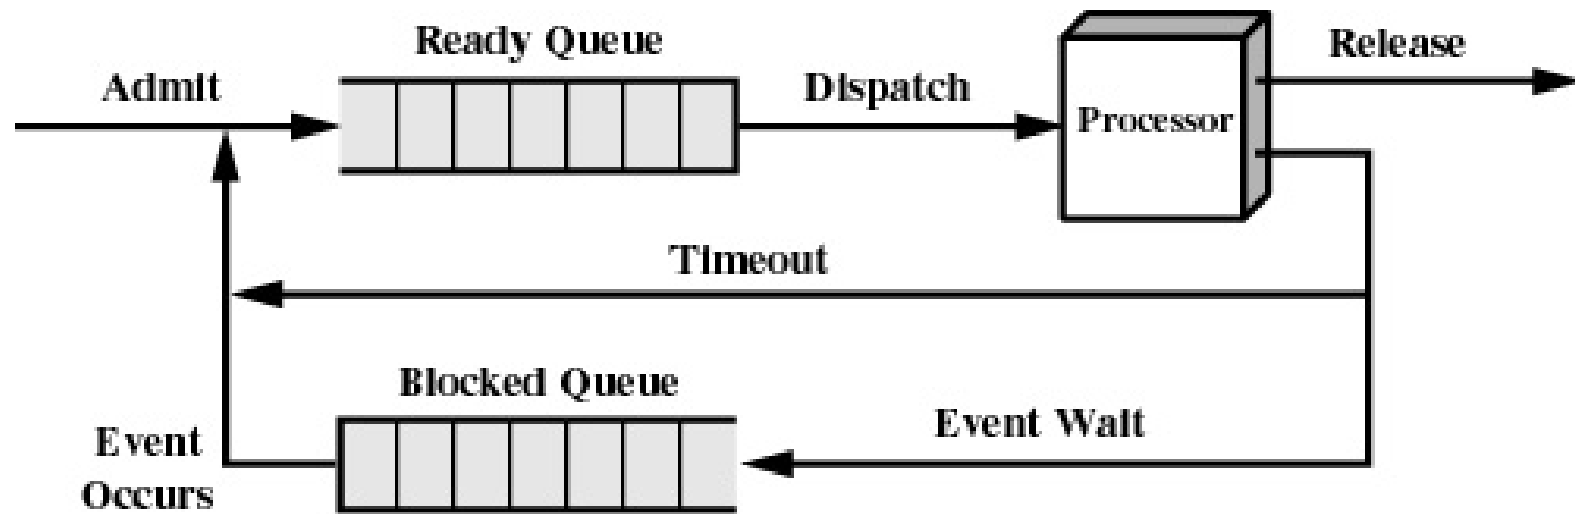 Ready Queue
Admit
Dispatch
Processor
Release
Timeout
Blocked Queue
Event Wait
Event
Occurs